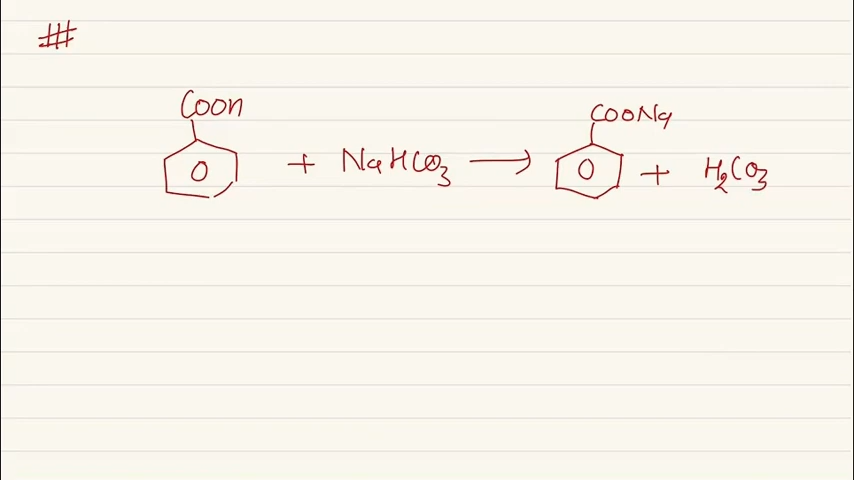 #
COOH COONa
+ NaHCO3 → + H2CO3